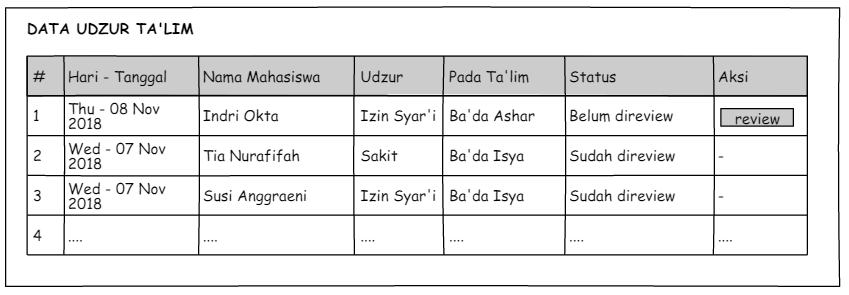 DATA UDZUR TA'LIM
# Hari - Tanggal Nama Mahasiswa Udzur Pada Ta'lim Status Aksi
1 Thu - 08 Nov 2018 Indri Okta Izin Syar'i Ba'da Ashar Belum direview review
2 Wed - 07 Nov 2018 Tia Nurafifah Sakit Ba'da Isya Sudah direview -
3 Wed - 07 Nov 2018 Susi Anggraeni Izin Syar'i Ba'da Isya Sudah direview -
4 .... .... .... .... .... ....